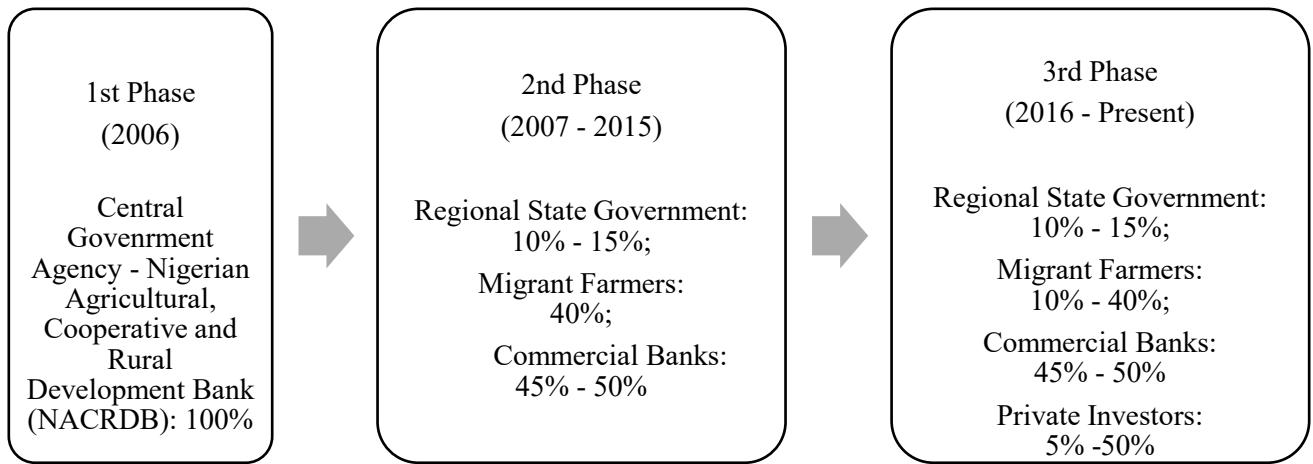 1st Phase
(2006)
Central
Govenrment
Agency - Nigerian
Agricultural,
Cooperative and
Rural
Development Bank
(NACRDB): 100%
2nd Phase
(2007 - 2015)
Regional State Government:
10% - 15%;
Migrant Farmers:
40%;
Commercial Banks:
45% - 50%
3rd Phase
(2016 - Present)
Regional State Government:
10% - 15%;
Migrant Farmers:
10% - 40%;
Commercial Banks:
45% - 50%
Private Investors:
5% -50%